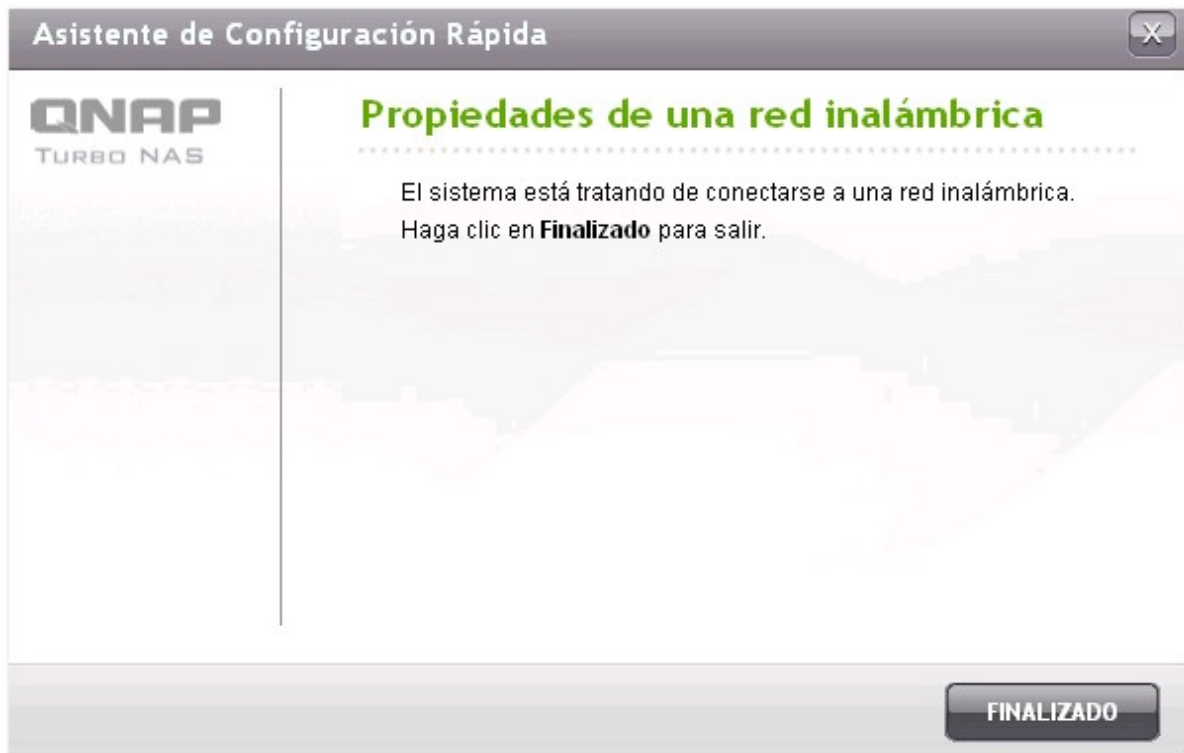 Asistente de Configuración Rápida
X
QNAP
TURBO NAS
Propiedades de una red inalámbrica
El sistema está tratando de conectarse a una red inalámbrica.
Haga clic en Finalizado para salir.
FINALIZADO